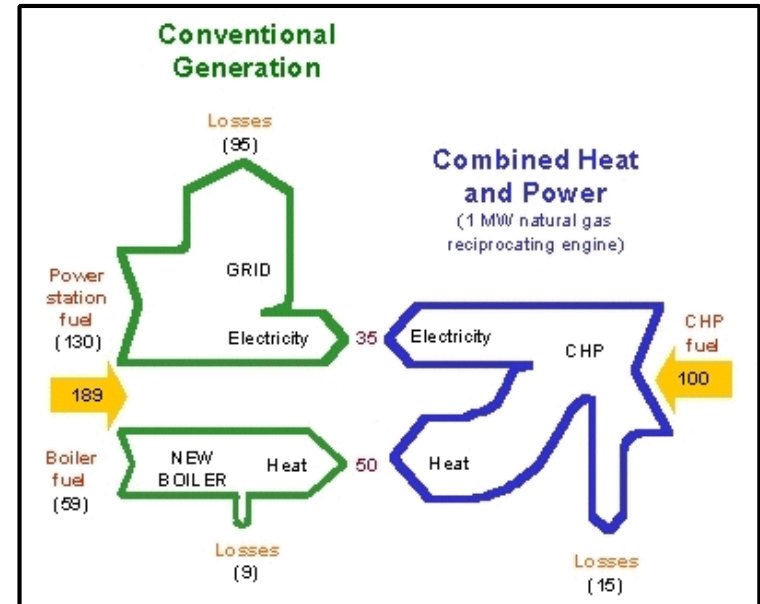 Conventional
Generation
Losses
(95)
Combined Heat
and Power
(1 MW natural gas
reciprocating engine)
GRID
Power
station
fuel
(130)
Electricity
35
Electricity
CHP
CHP
fuel
100
189
Boiler
fuel
(59)
NEW
BOILER
Heat
50
Heat
Losses
(9)
Losses
(15)